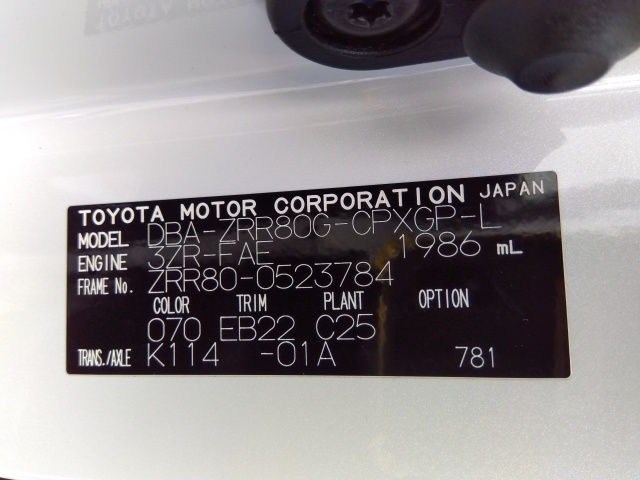 TOYOTA MOTOR CORPORATION JAPAN
MODEL DBA-ZRR80G-CPXGP-L
ENGINE 3ZR-FAE 1986 mL
FRAME No. ZRR80-0523784
COLOR TRIM PLANT OPTION
070 EB22 C25
TRANS./AXLE K114 -01A 781